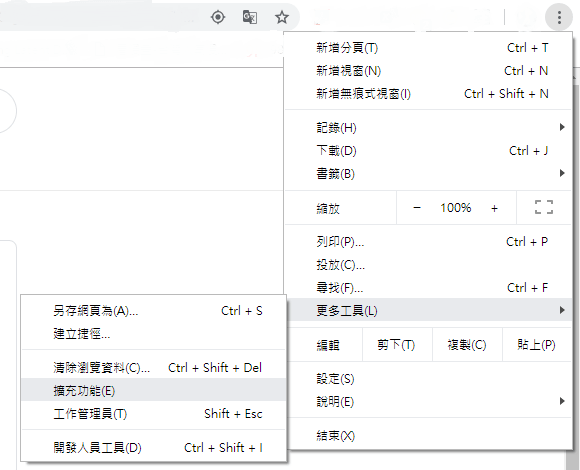 新增分頁(T) Ctrl + T
新增視窗(N) Ctrl + N
新增無痕式視窗(I) Ctrl + Shift + N
記錄(H)
下載(D) Ctrl + J
書籤(B)
縮放 − 100% +
列印(P)... Ctrl + P
投放(C)...
尋找(F)... Ctrl + F
更多工具(L)
編輯 剪下(T) 複製(C) 貼上(P)
設定(S)
說明(E)
結束(X)
另存網頁為(A)... Ctrl + S
建立捷徑...
清除瀏覽資料(C)... Ctrl + Shift + Del
擴充功能(E)
工作管理員(T) Shift + Esc
開發人員工具(D) Ctrl + Shift + I